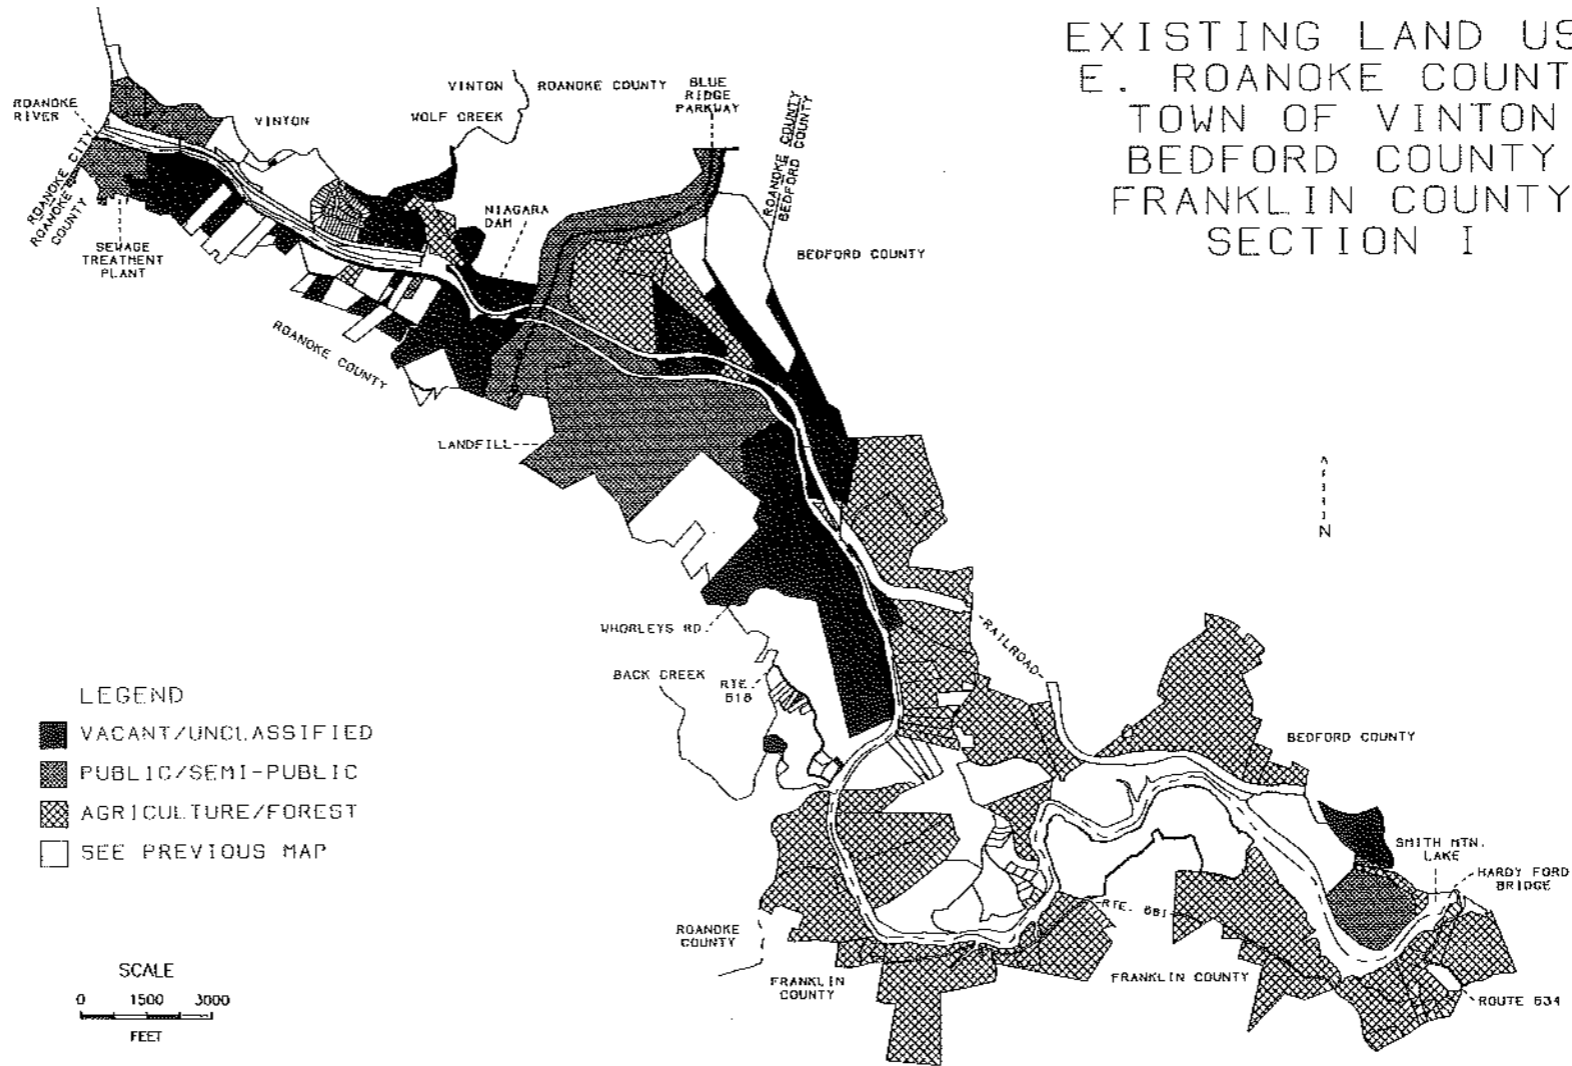 EXISTING LAND US
E. ROANOKE COUNT
TOWN OF VINTON
BEDFORD COUNTY
FRANKLIN COUNTY
SECTION I
ROANOKE
RIVER
VINTON
VINTON
ROANOKE COUNTY
WOLF CREEK
BLUE
RIDGE
PARKWAY
ROANOKE COUNTY
BEDFORD COUNTY
ROANOKE CITY
ROANOKE
COUNTY
SEWAGE
TREATMENT
PLANT
NIAGARA
DAM
BEDFORD COUNTY
ROANOKE COUNTY
LANDFILL
N
WHORLEYS RD.
RAILROAD
BACK CREEK
RTE.
618
BEDFORD COUNTY
LEGEND
VACANT/UNCLASSIFIED
PUBLIC/SEMI-PUBLIC
AGRICULTURE/FOREST
SEE PREVIOUS MAP
SMITH MTN.
LAKE
HARDY FORD
BRIDGE
RTE. 681
ROANOKE
COUNTY
FRANKLIN
COUNTY
FRANKLIN COUNTY
ROUTE 634
SCALE
0 1500 3000
FEET